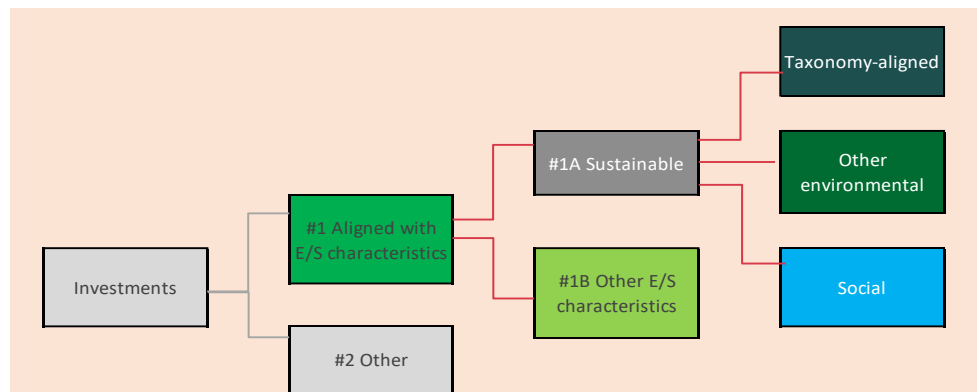 Investments
#1 Aligned with
E/S characteristics
#2 Other
#1A Sustainable
#1B Other E/S
characteristics
Taxonomy-aligned
Other
environmental
Social